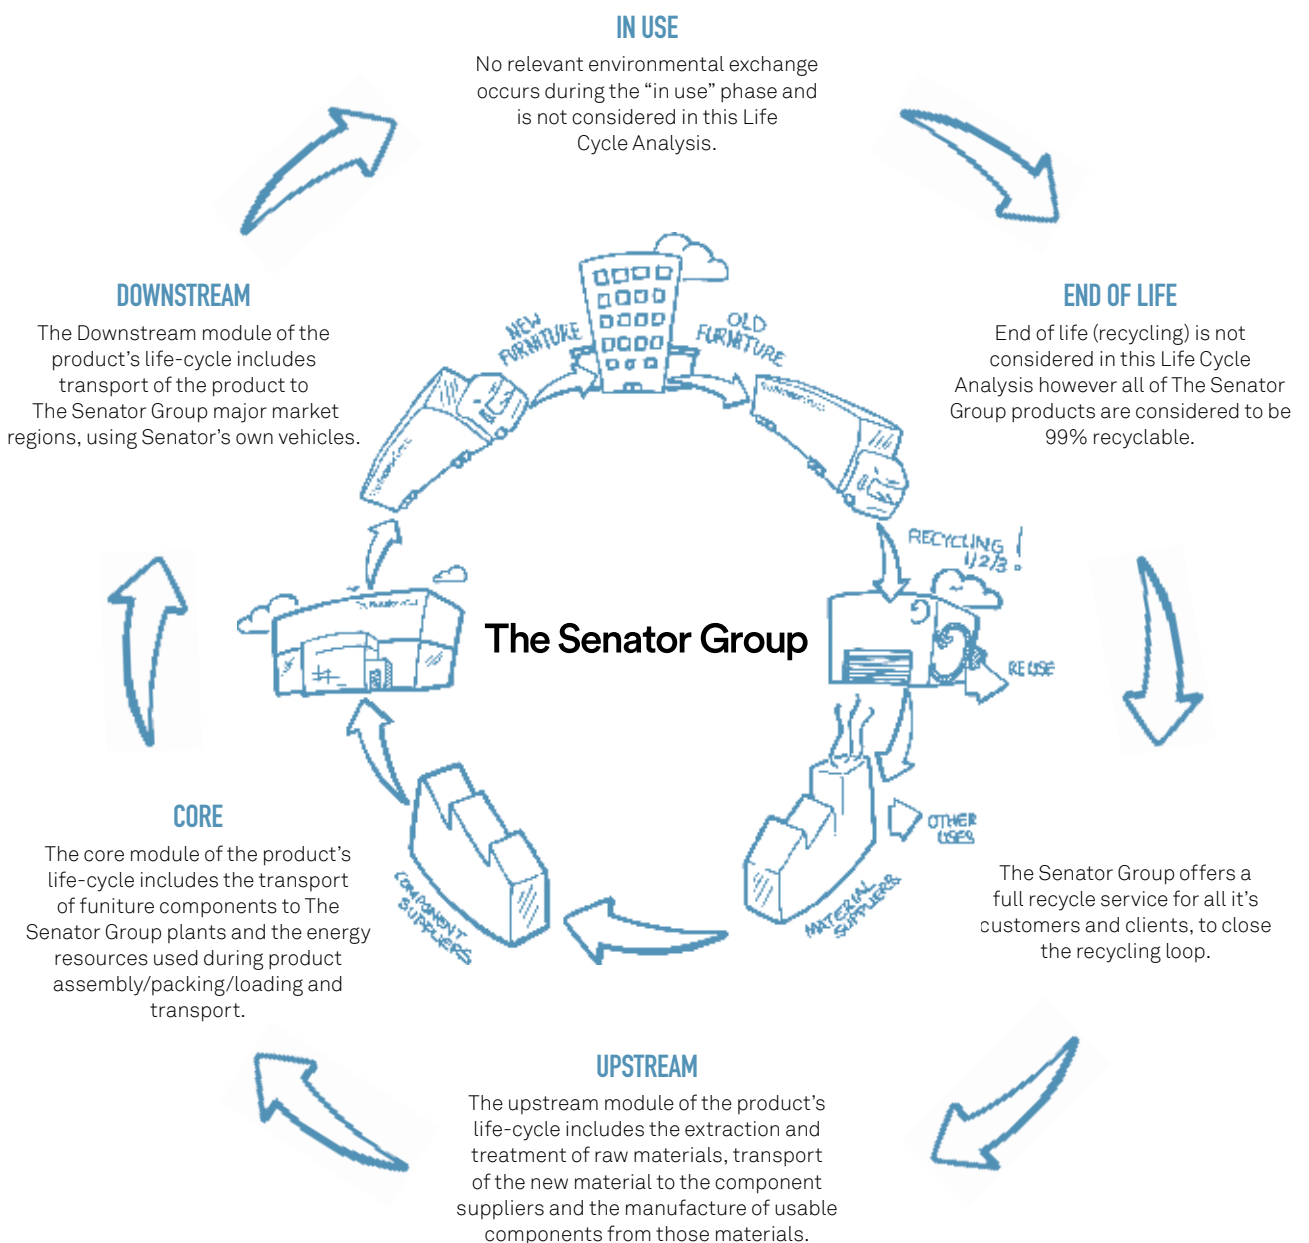 IN USE
No relevant environmental exchange
occurs during the “in use” phase and
is not considered in this Life
Cycle Analysis.
DOWNSTREAM
The Downstream module of the
product’s life-cycle includes
transport of the product to
The Senator Group major market
regions, using Senator’s own vehicles.
END OF LIFE
End of life (recycling) is not
considered in this Life Cycle
Analysis however all of The Senator
Group products are considered to be
99% recyclable.
NEW
FURNITURE
OLD
FURNITURE
RECYCLING
1/2/3!
The Senator Group
RE USE
OTHER
USES
COMPONENT
SUPPLIERS
MATERIAL
SUPPLIERS
CORE
The core module of the product’s
life-cycle includes the transport
of funiture components to The
Senator Group plants and the energy
resources used during product
assembly/packing/loading and
transport.
The Senator Group offers a
full recycle service for all it’s
customers and clients, to close
the recycling loop.
UPSTREAM
The upstream module of the product’s
life-cycle includes the extraction and
treatment of raw materials, transport
of the new material to the component
suppliers and the manufacture of usable
components from those materials.